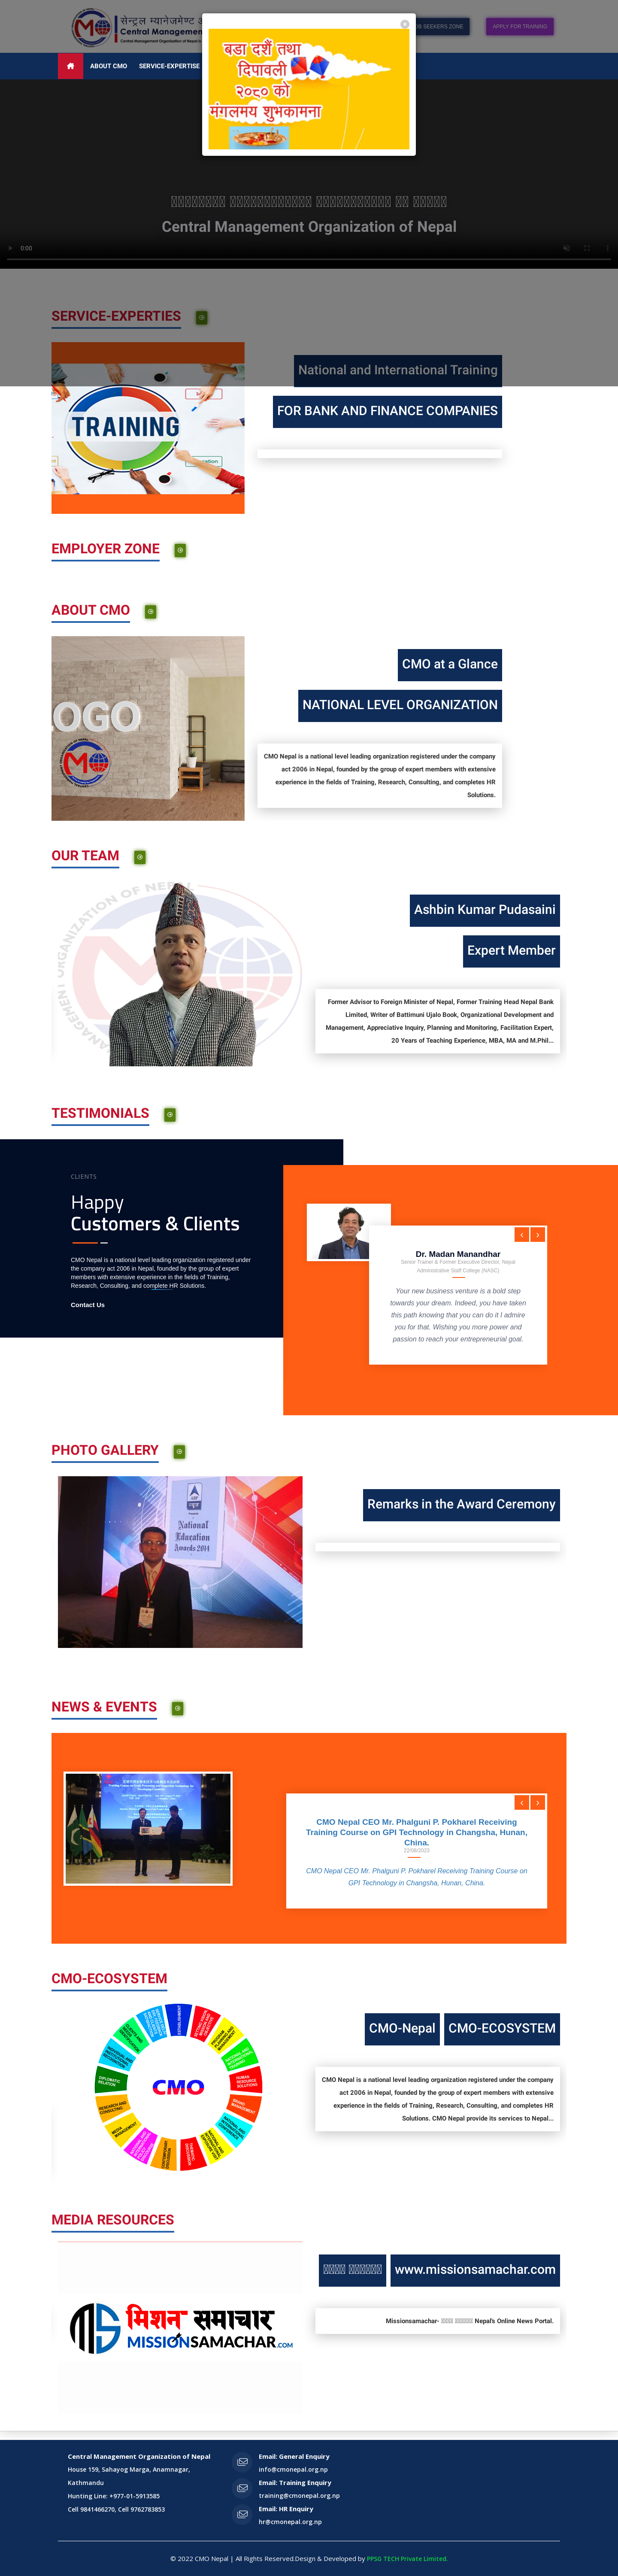 सेन्ट्रल म्यानेजमेण्ट अ
Central Management
JOB SEEKERS ZONE
APPLY FOR TRAINING
ABOUT CMO
SERVICE-EXPERTISE
बडा दशैं तथा
दिपावली
२०८० को
मंगलमय शुभकामना
Central Management Organization of Nepal
0:00
SERVICE-EXPERTIES
National and International Training
FOR BANK AND FINANCE COMPANIES
TRAINING
EMPLOYER ZONE
ABOUT CMO
CMO at a Glance
NATIONAL LEVEL ORGANIZATION
CMO Nepal is a national level leading organization registered under the company
act 2006 in Nepal, founded by the group of expert members with extensive
experience in the fields of Training, Research, Consulting, and completes HR
Solutions.
OUR TEAM
Ashbin Kumar Pudasaini
Expert Member
Former Advisor to Foreign Minister of Nepal, Former Training Head Nepal Bank
Limited, Writer of Battimuni Ujalo Book, Organizational Development and
Management, Appreciative Inquiry, Planning and Monitoring, Facilitation Expert,
20 Years of Teaching Experience, MBA, MA and M.Phil...
TESTIMONIALS
CLIENTS
Happy
Customers & Clients
CMO Nepal is a national level leading organization registered under
the company act 2006 in Nepal, founded by the group of expert
members with extensive experience in the fields of Training,
Research, Consulting, and complete HR Solutions.
Contact Us
Dr. Madan Manandhar
Senior Trainer & Former Executive Director, Nepal
Administrative Staff College (NASC)
Your new business venture is a bold step
towards your dream. Indeed, you have taken
this path knowing that you can do it I admire
you for that. Wishing you more power and
passion to reach your entrepreneurial goal.
PHOTO GALLERY
National
Education
Awards 2014
Remarks in the Award Ceremony
NEWS & EVENTS
CMO Nepal CEO Mr. Phalguni P. Pokharel Receiving
Training Course on GPI Technology in Changsha, Hunan,
China.
22/06/2023
CMO Nepal CEO Mr. Phalguni P. Pokharel Receiving Training Course on
GPI Technology in Changsha, Hunan, China.
CMO-ECOSYSTEM
CMO
DIPLOMATIC RELATION
RESEARCH AND CONSULTING
MEDIA MANAGEMENT
HUMAN RESOURCE SOLUTIONS
CMO-Nepal
CMO-ECOSYSTEM
CMO Nepal is a national level leading organization registered under the company
act 2006 in Nepal, founded by the group of expert members with extensive
experience in the fields of Training, Research, Consulting, and completes HR
Solutions. CMO Nepal provide its services to Nepal...
MEDIA RESOURCES
मिशन समाचार
MISSIONSAMACHAR.COM
www.missionsamachar.com
Missionsamachar- Nepal's Online News Portal.
Central Management Organization of Nepal
House 159, Sahayog Marga, Anamnagar,
Kathmandu
Hunting Line: +977-01-5913585
Cell 9841466270, Cell 9762783853
Email: General Enquiry
info@cmonepal.org.np
Email: Training Enquiry
training@cmonepal.org.np
Email: HR Enquiry
hr@cmonepal.org.np
© 2022 CMO Nepal | All Rights Reserved.Design & Developed by PPSG TECH Private Limited.